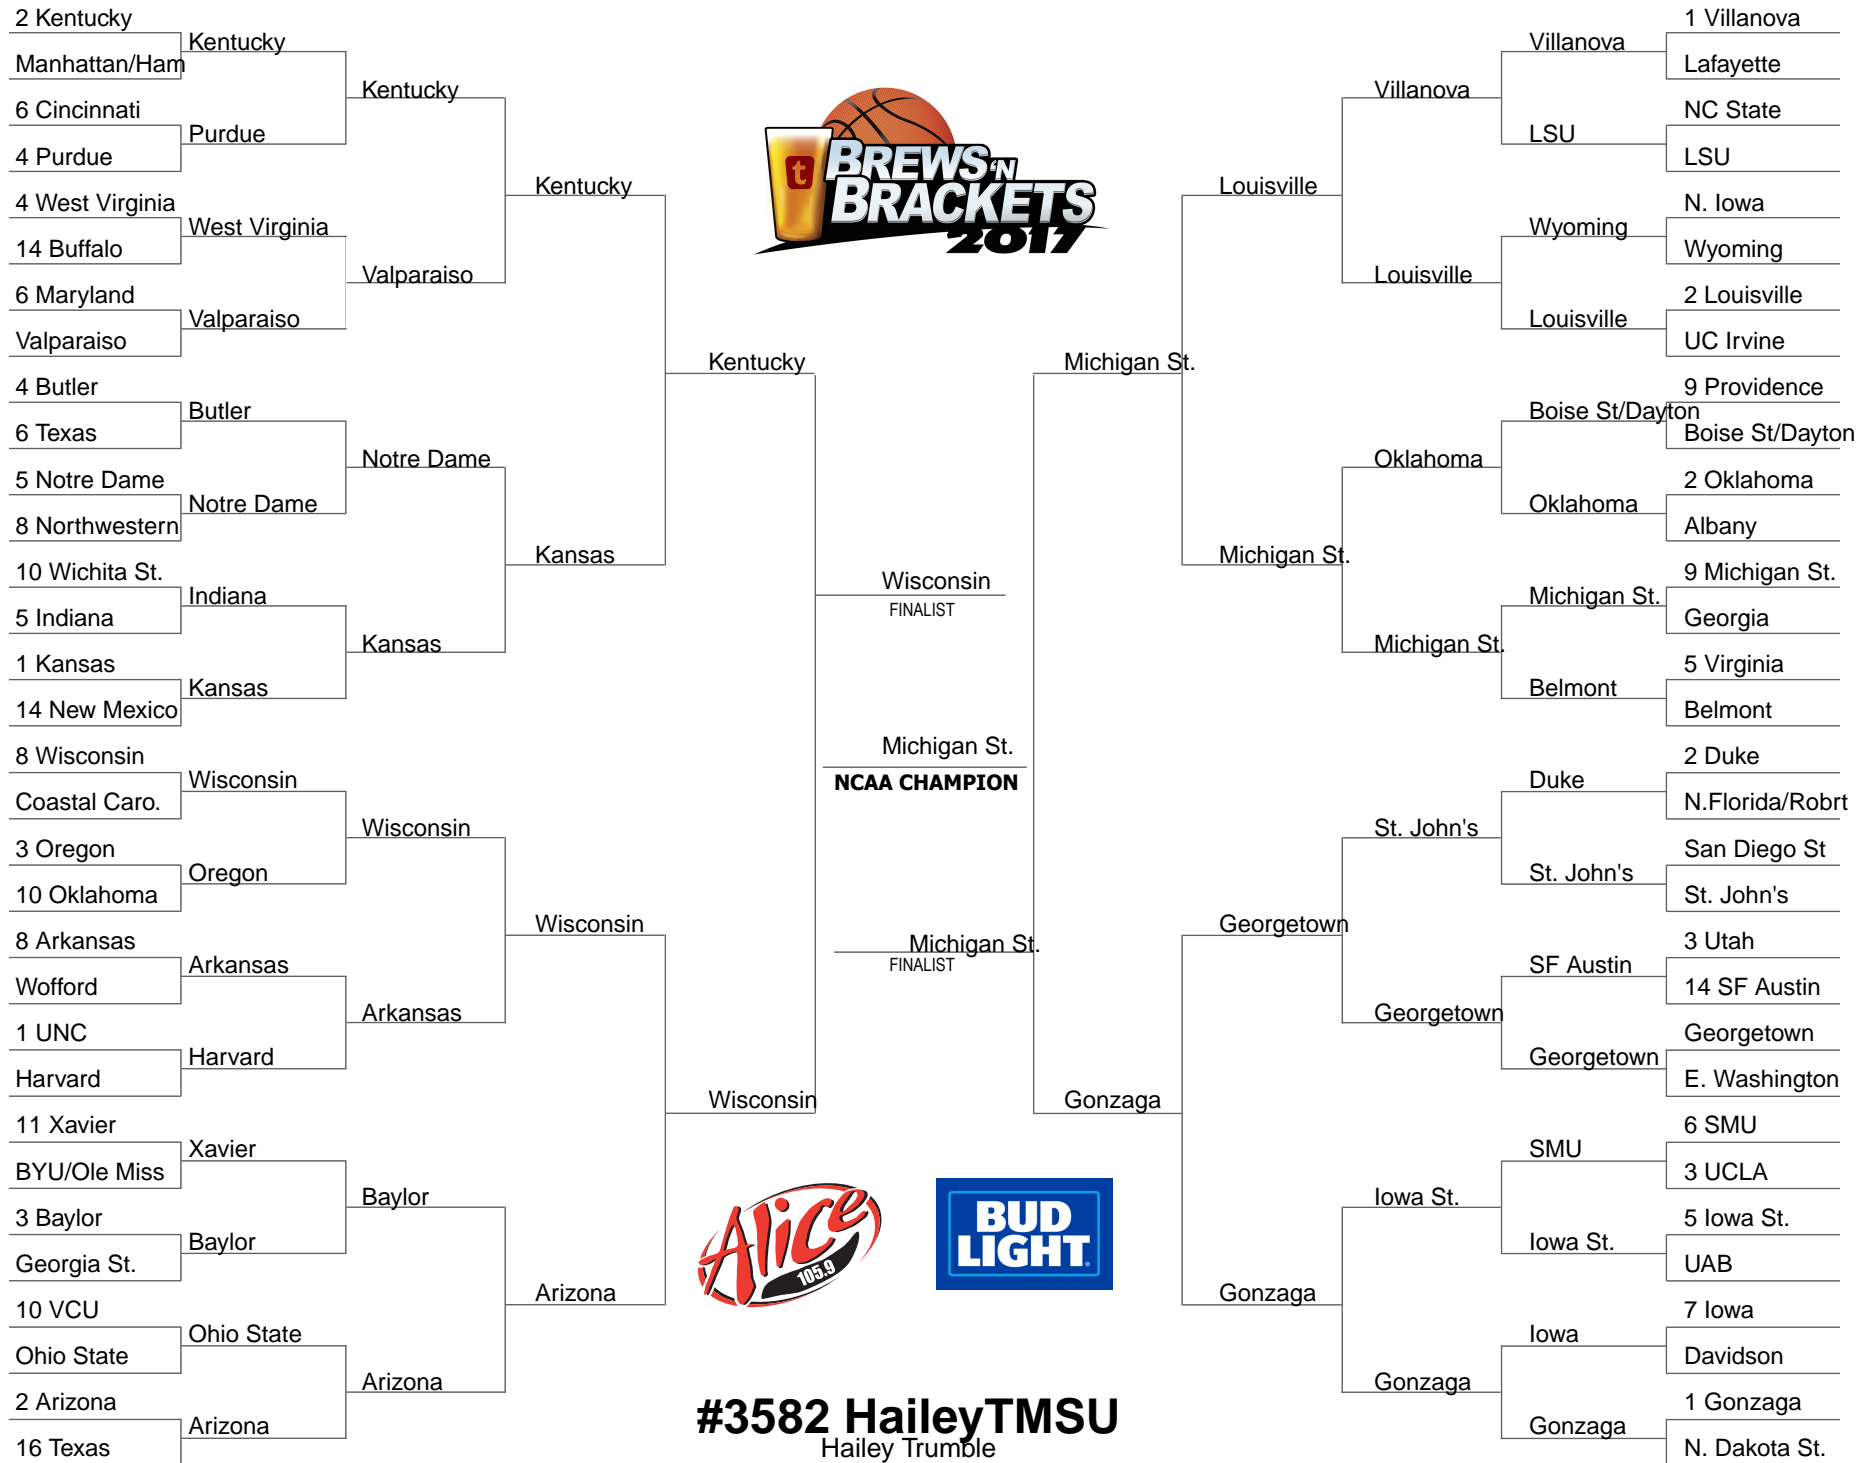 2 Kentucky
Manhattan/Ham
6 Cincinnati
4 Purdue
4 West Virginia
14 Buffalo
6 Maryland
Valparaiso
4 Butler
6 Texas
5 Notre Dame
8 Northwestern
10 Wichita St.
5 Indiana
1 Kansas
14 New Mexico
8 Wisconsin
Coastal Caro.
3 Oregon
10 Oklahoma
8 Arkansas
Wofford
1 UNC
Harvard
11 Xavier
BYU/Ole Miss
3 Baylor
Georgia St.
10 VCU
Ohio State
2 Arizona
16 Texas
Kentucky
Purdue
West Virginia
Valparaiso
Butler
Notre Dame
Indiana
Kansas
Wisconsin
Oregon
Arkansas
Harvard
Xavier
Baylor
Ohio State
Arizona
Kentucky
Valparaiso
Notre Dame
Kansas
Wisconsin
Arkansas
Baylor
Arizona
Kentucky
Kansas
Wisconsin
Arizona
Kentucky
Wisconsin
t
BREWS 'N
BRACKETS
2017
Wisconsin
FINALIST
Michigan St.
NCAA CHAMPION
Michigan St.
FINALIST
Alice
105.9
BUD
LIGHT
#3582 HaileyTMSU
Hailey Trumble
Michigan St.
Gonzaga
Louisville
Michigan St.
Georgetown
Gonzaga
Villanova
Louisville
Oklahoma
Michigan St.
St. John's
Georgetown
Iowa St.
Gonzaga
Villanova
LSU
Wyoming
Louisville
Boise St/Dayton
Oklahoma
Michigan St.
Belmont
Duke
St. John's
SF Austin
Georgetown
SMU
Iowa St.
Iowa
Gonzaga
1 Villanova
Lafayette
NC State
LSU
N. Iowa
Wyoming
2 Louisville
UC Irvine
9 Providence
Boise St/Dayton
2 Oklahoma
Albany
9 Michigan St.
Georgia
5 Virginia
Belmont
2 Duke
N.Florida/Robrt
San Diego St
St. John's
3 Utah
14 SF Austin
Georgetown
E. Washington
6 SMU
3 UCLA
5 Iowa St.
UAB
7 Iowa
Davidson
1 Gonzaga
N. Dakota St.